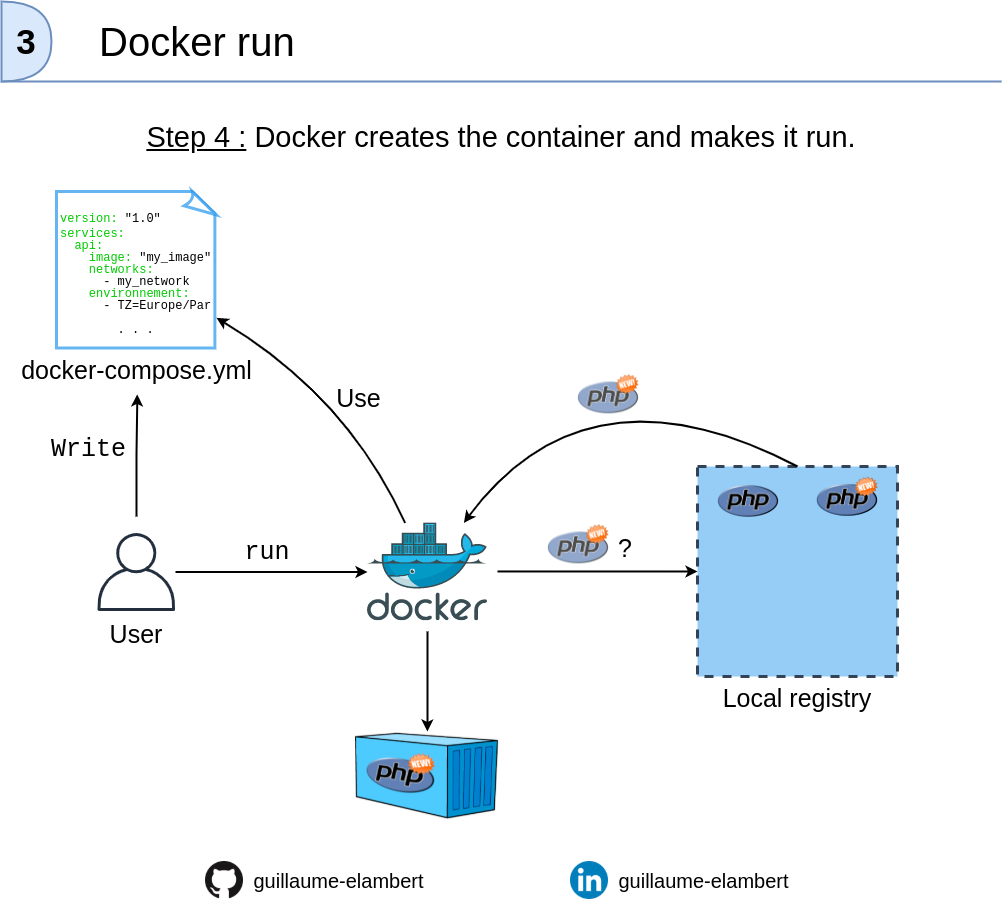 3
Docker run
Step 4 : Docker creates the container and makes it run.
version: "1.0"
services:
  api:
    image: "my_image"
    networks:
      - my_network
    environnement:
      - TZ=Europe/Par
        . . .
docker-compose.yml
Use
php NEW!
Write
php
php NEW!
run
php NEW! ?
docker
User
Local registry
php NEW!
guillaume-elambert
guillaume-elambert